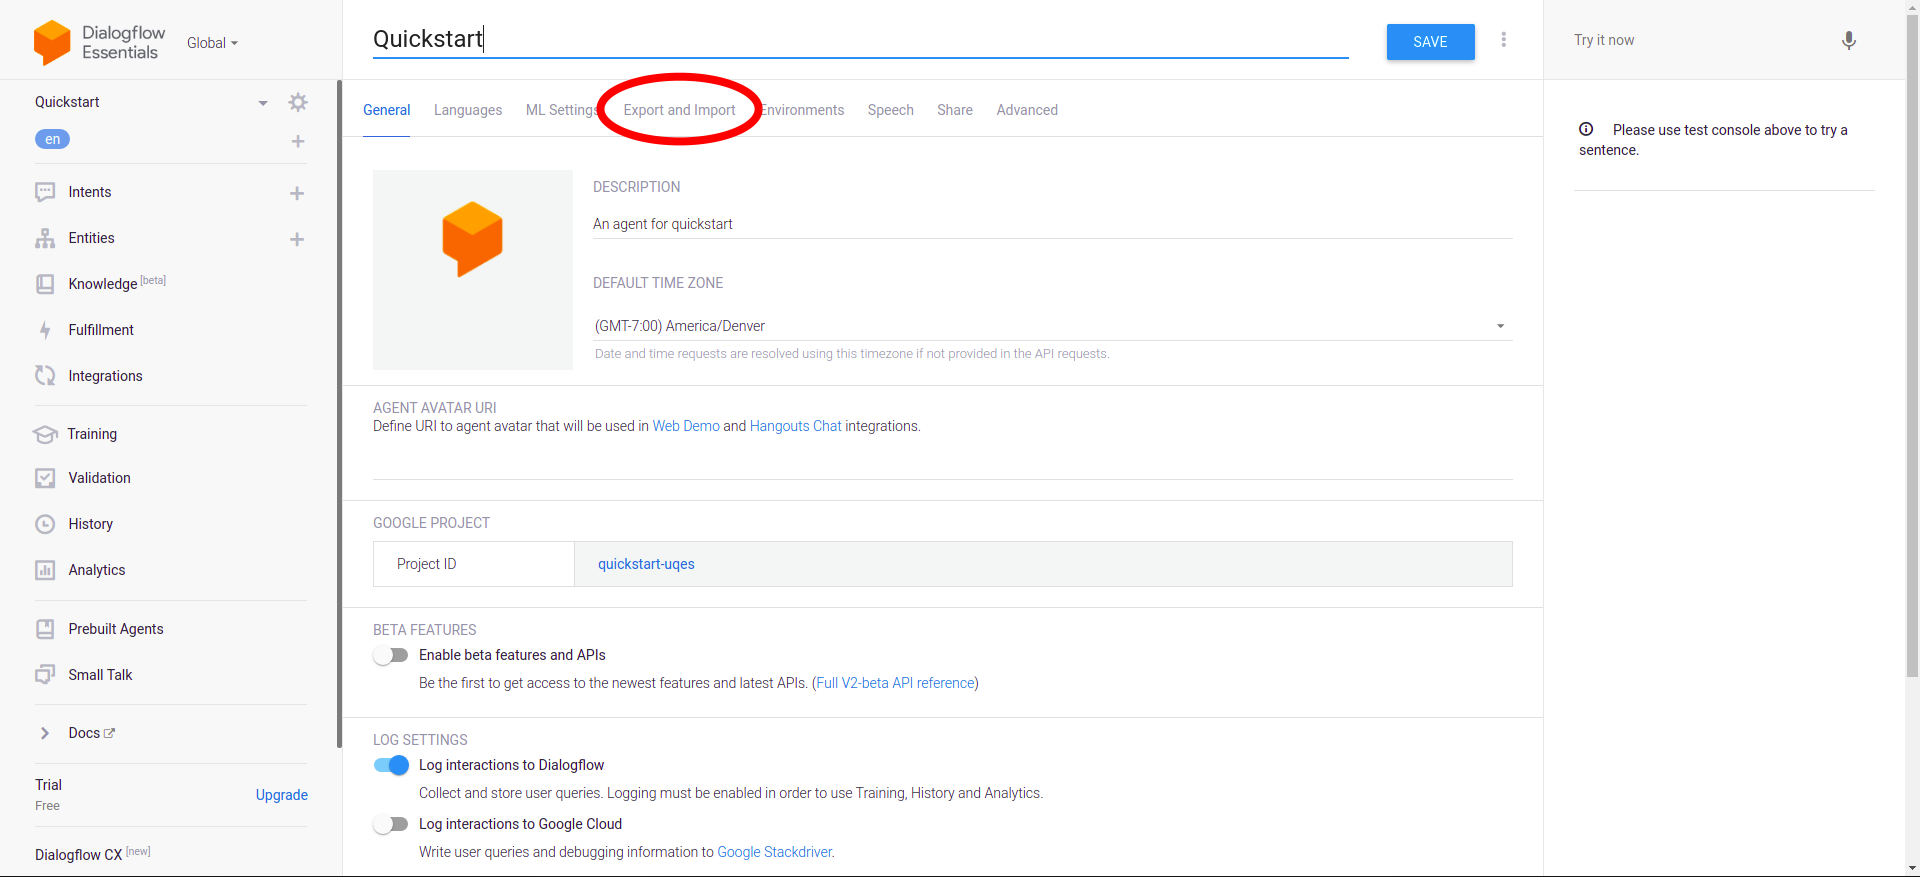 Dialogflow
Essentials
Global
Quickstart
en
Intents
Entities
Knowledge [beta]
Fulfillment
Integrations
Training
Validation
History
Analytics
Prebuilt Agents
Small Talk
Docs
Trial
Free
Upgrade
Dialogflow CX [new]
Quickstart
SAVE
General Languages ML Settings Export and Import Environments Speech Share Advanced
DESCRIPTION
An agent for quickstart
DEFAULT TIME ZONE
(GMT-7:00) America/Denver
Date and time requests are resolved using this timezone if not provided in the API requests.
AGENT AVATAR URI
Define URI to agent avatar that will be used in Web Demo and Hangouts Chat integrations.
GOOGLE PROJECT
Project ID quickstart-uqes
BETA FEATURES
Enable beta features and APIs
Be the first to get access to the newest features and latest APIs. (Full V2-beta API reference)
LOG SETTINGS
Log interactions to Dialogflow
Collect and store user queries. Logging must be enabled in order to use Training, History and Analytics.
Log interactions to Google Cloud
Write user queries and debugging information to Google Stackdriver.
Try it now
Please use test console above to try a
sentence.